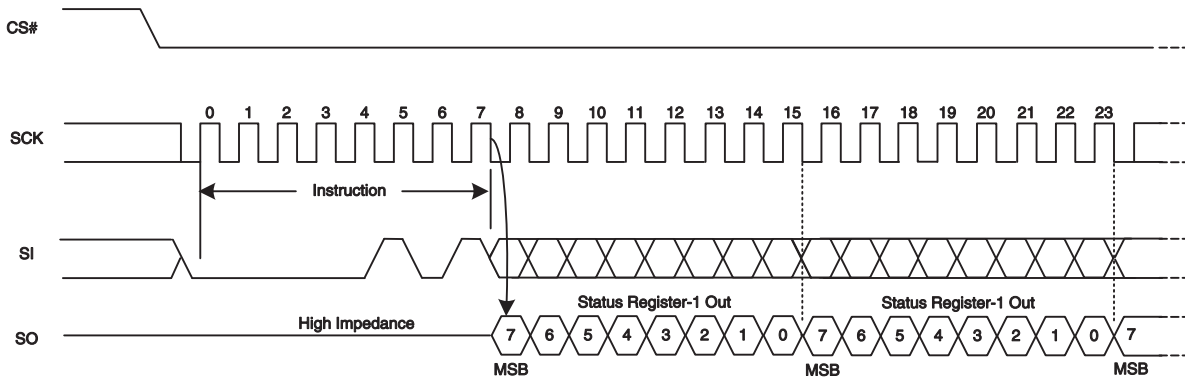 CS#
0 1 2 3 4 5 6 7 8 9 10 11 12 13 14 15 16 17 18 19 20 21 22 23
SCK
Instruction
SI
Status Register-1 Out Status Register-1 Out
High Impedance
SO 7 6 5 4 3 2 1 0 7 6 5 4 3 2 1 0 7
MSB MSB MSB